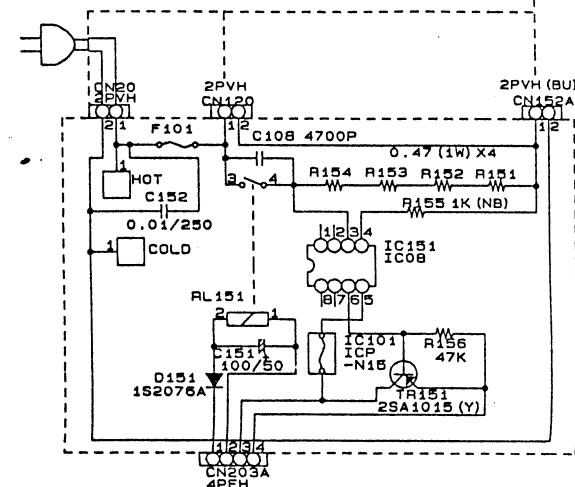 CN20 2PVH (BU)
2PVH 2PVH CN120 CN152A
2 1 1 2 1 2
F101 C108 4700P
0.47 (1W) X4
3 4 R154 R153 R152 R151
1 HOT
C152 R155 1K (NB)
0.01/250
1 2 3 4
1 COLD IC151
IC08
8 7 6 5
RL151
2 1
C151 IC101 R156
100/50 ICP 47K
D151 -N15
1S2076A TR151
2SA1015 (Y)
1 2 3 4
CN203A
4PEH